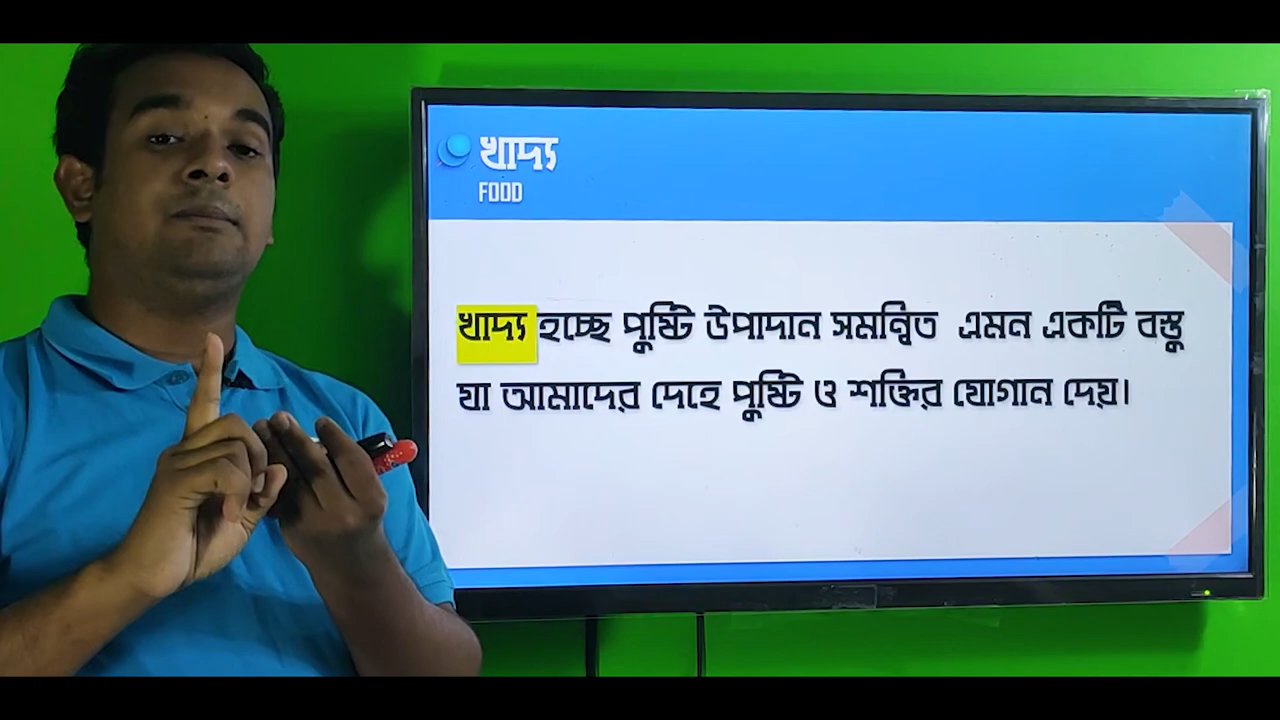 খাদ্য
FOOD
খাদ্য হচ্ছে পুষ্টি উপাদান সমন্বিত এমন একটি বস্তু
যা আমাদের দেহে পুষ্টি ও শক্তির যোগান দেয়।